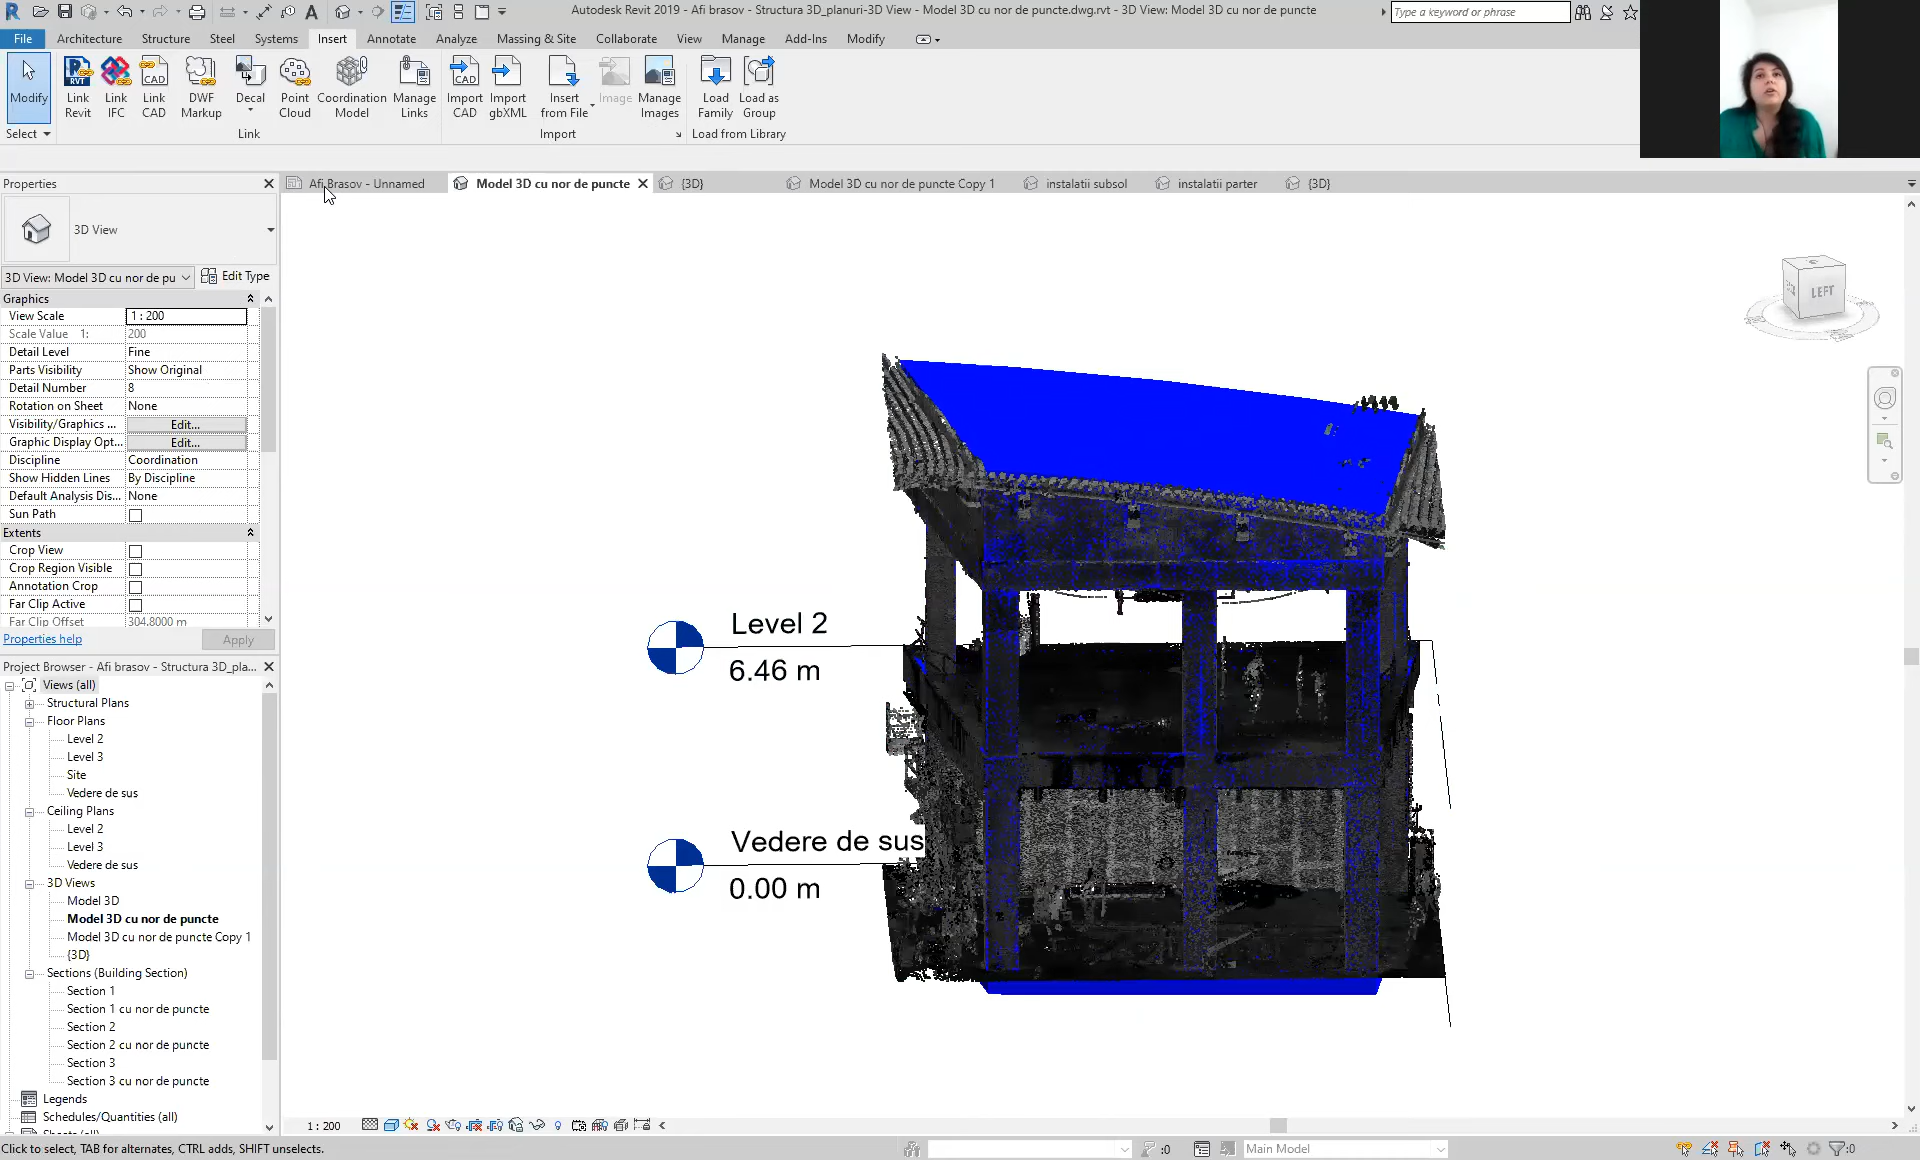 Autodesk Revit 2019 - Afi brasov - Structura 3D_planuri-3D View - Model 3D cu nor de puncte.dwg.rvt - 3D View: Model 3D cu nor de puncte
Type a keyword or phrase
File Architecture Structure Steel Systems Insert Annotate Analyze Massing & Site Collaborate View Manage Add-Ins Modify
Modify
Link Revit
Link IFC
Link CAD
DWF Markup
Decal
Point Cloud
Coordination Model
Manage Links
Import CAD
Import gbXML
Insert from File
Image
Manage Images
Load Family
Load as Group
Select Link Import Load from Library
Properties
Afi Brasov - Unnamed
Model 3D cu nor de puncte
{3D}
Model 3D cu nor de puncte Copy 1
instalatii subsol
instalatii parter
{3D}
3D View
3D View: Model 3D cu nor de pu
Edit Type
Graphics
View Scale 1 : 200
Scale Value 1: 200
Detail Level Fine
Parts Visibility Show Original
Detail Number 8
Rotation on Sheet None
Visibility/Graphics ... Edit...
Graphic Display Opt... Edit...
Discipline Coordination
Show Hidden Lines By Discipline
Default Analysis Dis... None
Sun Path
Extents
Crop View
Crop Region Visible
Annotation Crop
Far Clip Active
Far Clip Offset 304.8000 m
Properties help
Apply
Project Browser - Afi brasov - Structura 3D_pla...
Views (all)
Structural Plans
Floor Plans
Level 2
Level 3
Site
Vedere de sus
Ceiling Plans
Level 2
Level 3
Vedere de sus
3D Views
Model 3D
Model 3D cu nor de puncte
Model 3D cu nor de puncte Copy 1
{3D}
Sections (Building Section)
Section 1
Section 1 cu nor de puncte
Section 2
Section 2 cu nor de puncte
Section 3
Section 3 cu nor de puncte
Legends
Schedules/Quantities (all)
Sheets (all)
LEFT
Level 2
6.46 m
Vedere de sus
0.00 m
1 : 200
Click to select, TAB for alternates, CTRL adds, SHIFT unselects.
:0
Main Model
:0